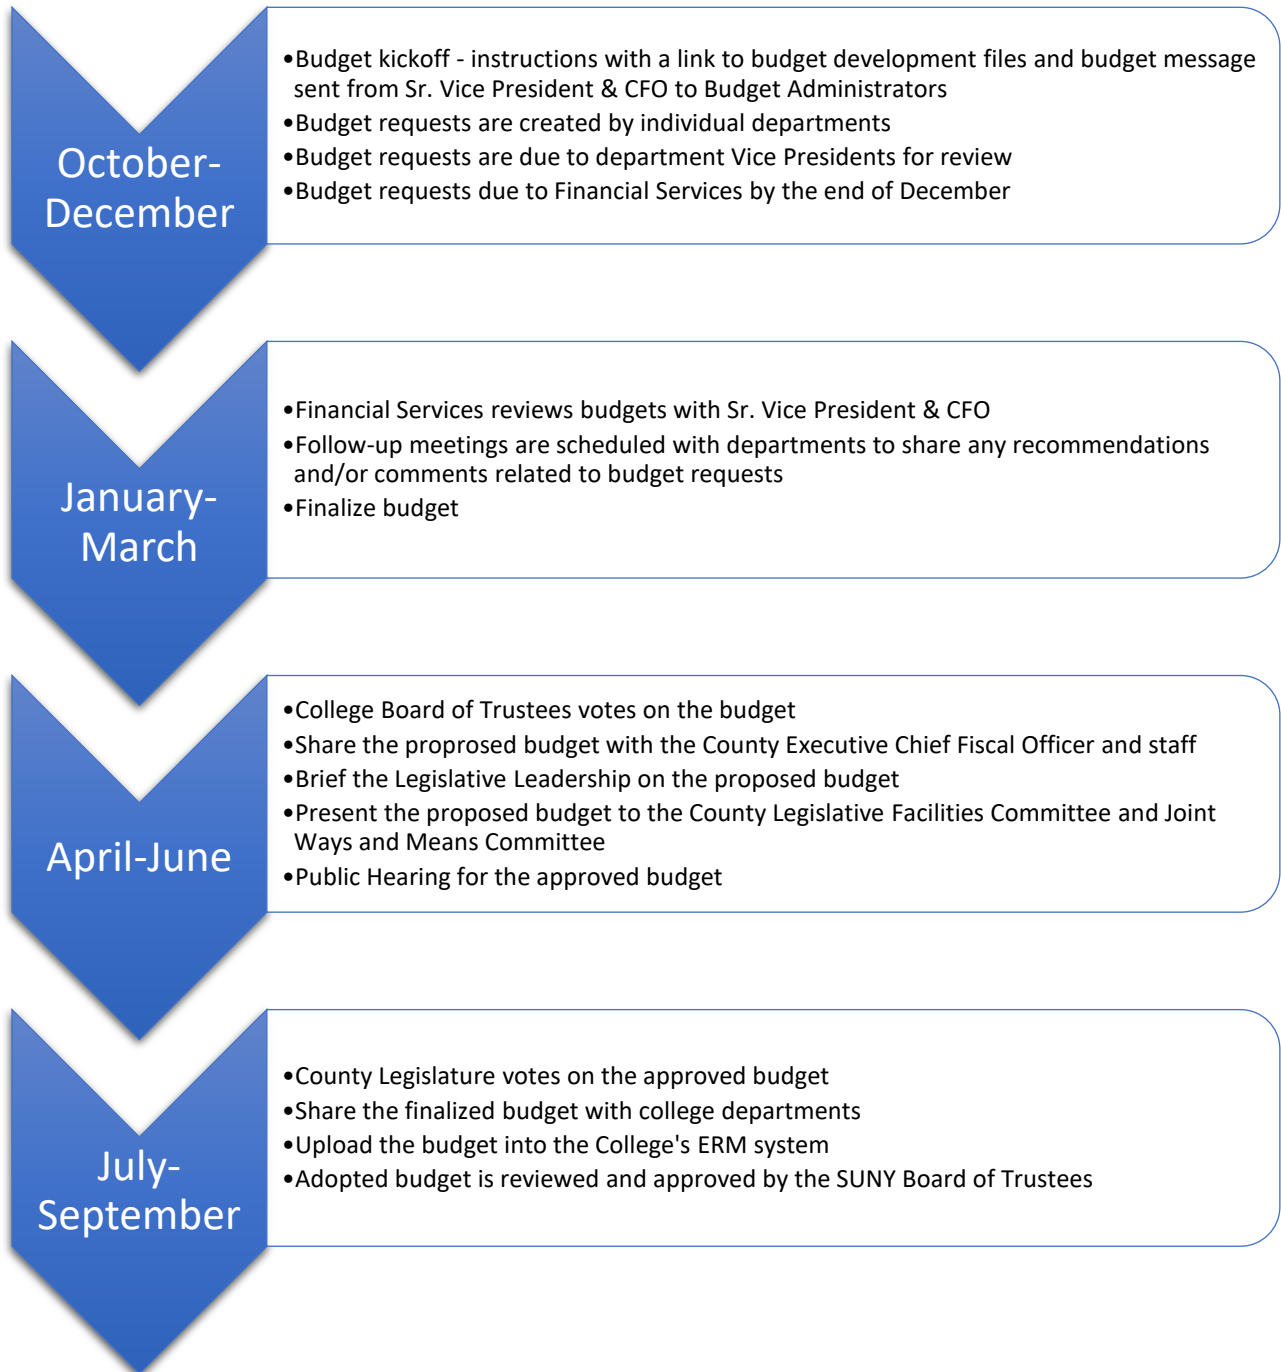 October-
December
•Budget kickoff - instructions with a link to budget development files and budget message
sent from Sr. Vice President & CFO to Budget Administrators
•Budget requests are created by individual departments
•Budget requests are due to department Vice Presidents for review
•Budget requests due to Financial Services by the end of December
January-
March
•Financial Services reviews budgets with Sr. Vice President & CFO
•Follow-up meetings are scheduled with departments to share any recommendations
and/or comments related to budget requests
•Finalize budget
April-June
•College Board of Trustees votes on the budget
•Share the proprosed budget with the County Executive Chief Fiscal Officer and staff
•Brief the Legislative Leadership on the proposed budget
•Present the proposed budget to the County Legislative Facilities Committee and Joint
Ways and Means Committee
•Public Hearing for the approved budget
July-
September
•County Legislature votes on the approved budget
•Share the finalized budget with college departments
•Upload the budget into the College's ERM system
•Adopted budget is reviewed and approved by the SUNY Board of Trustees